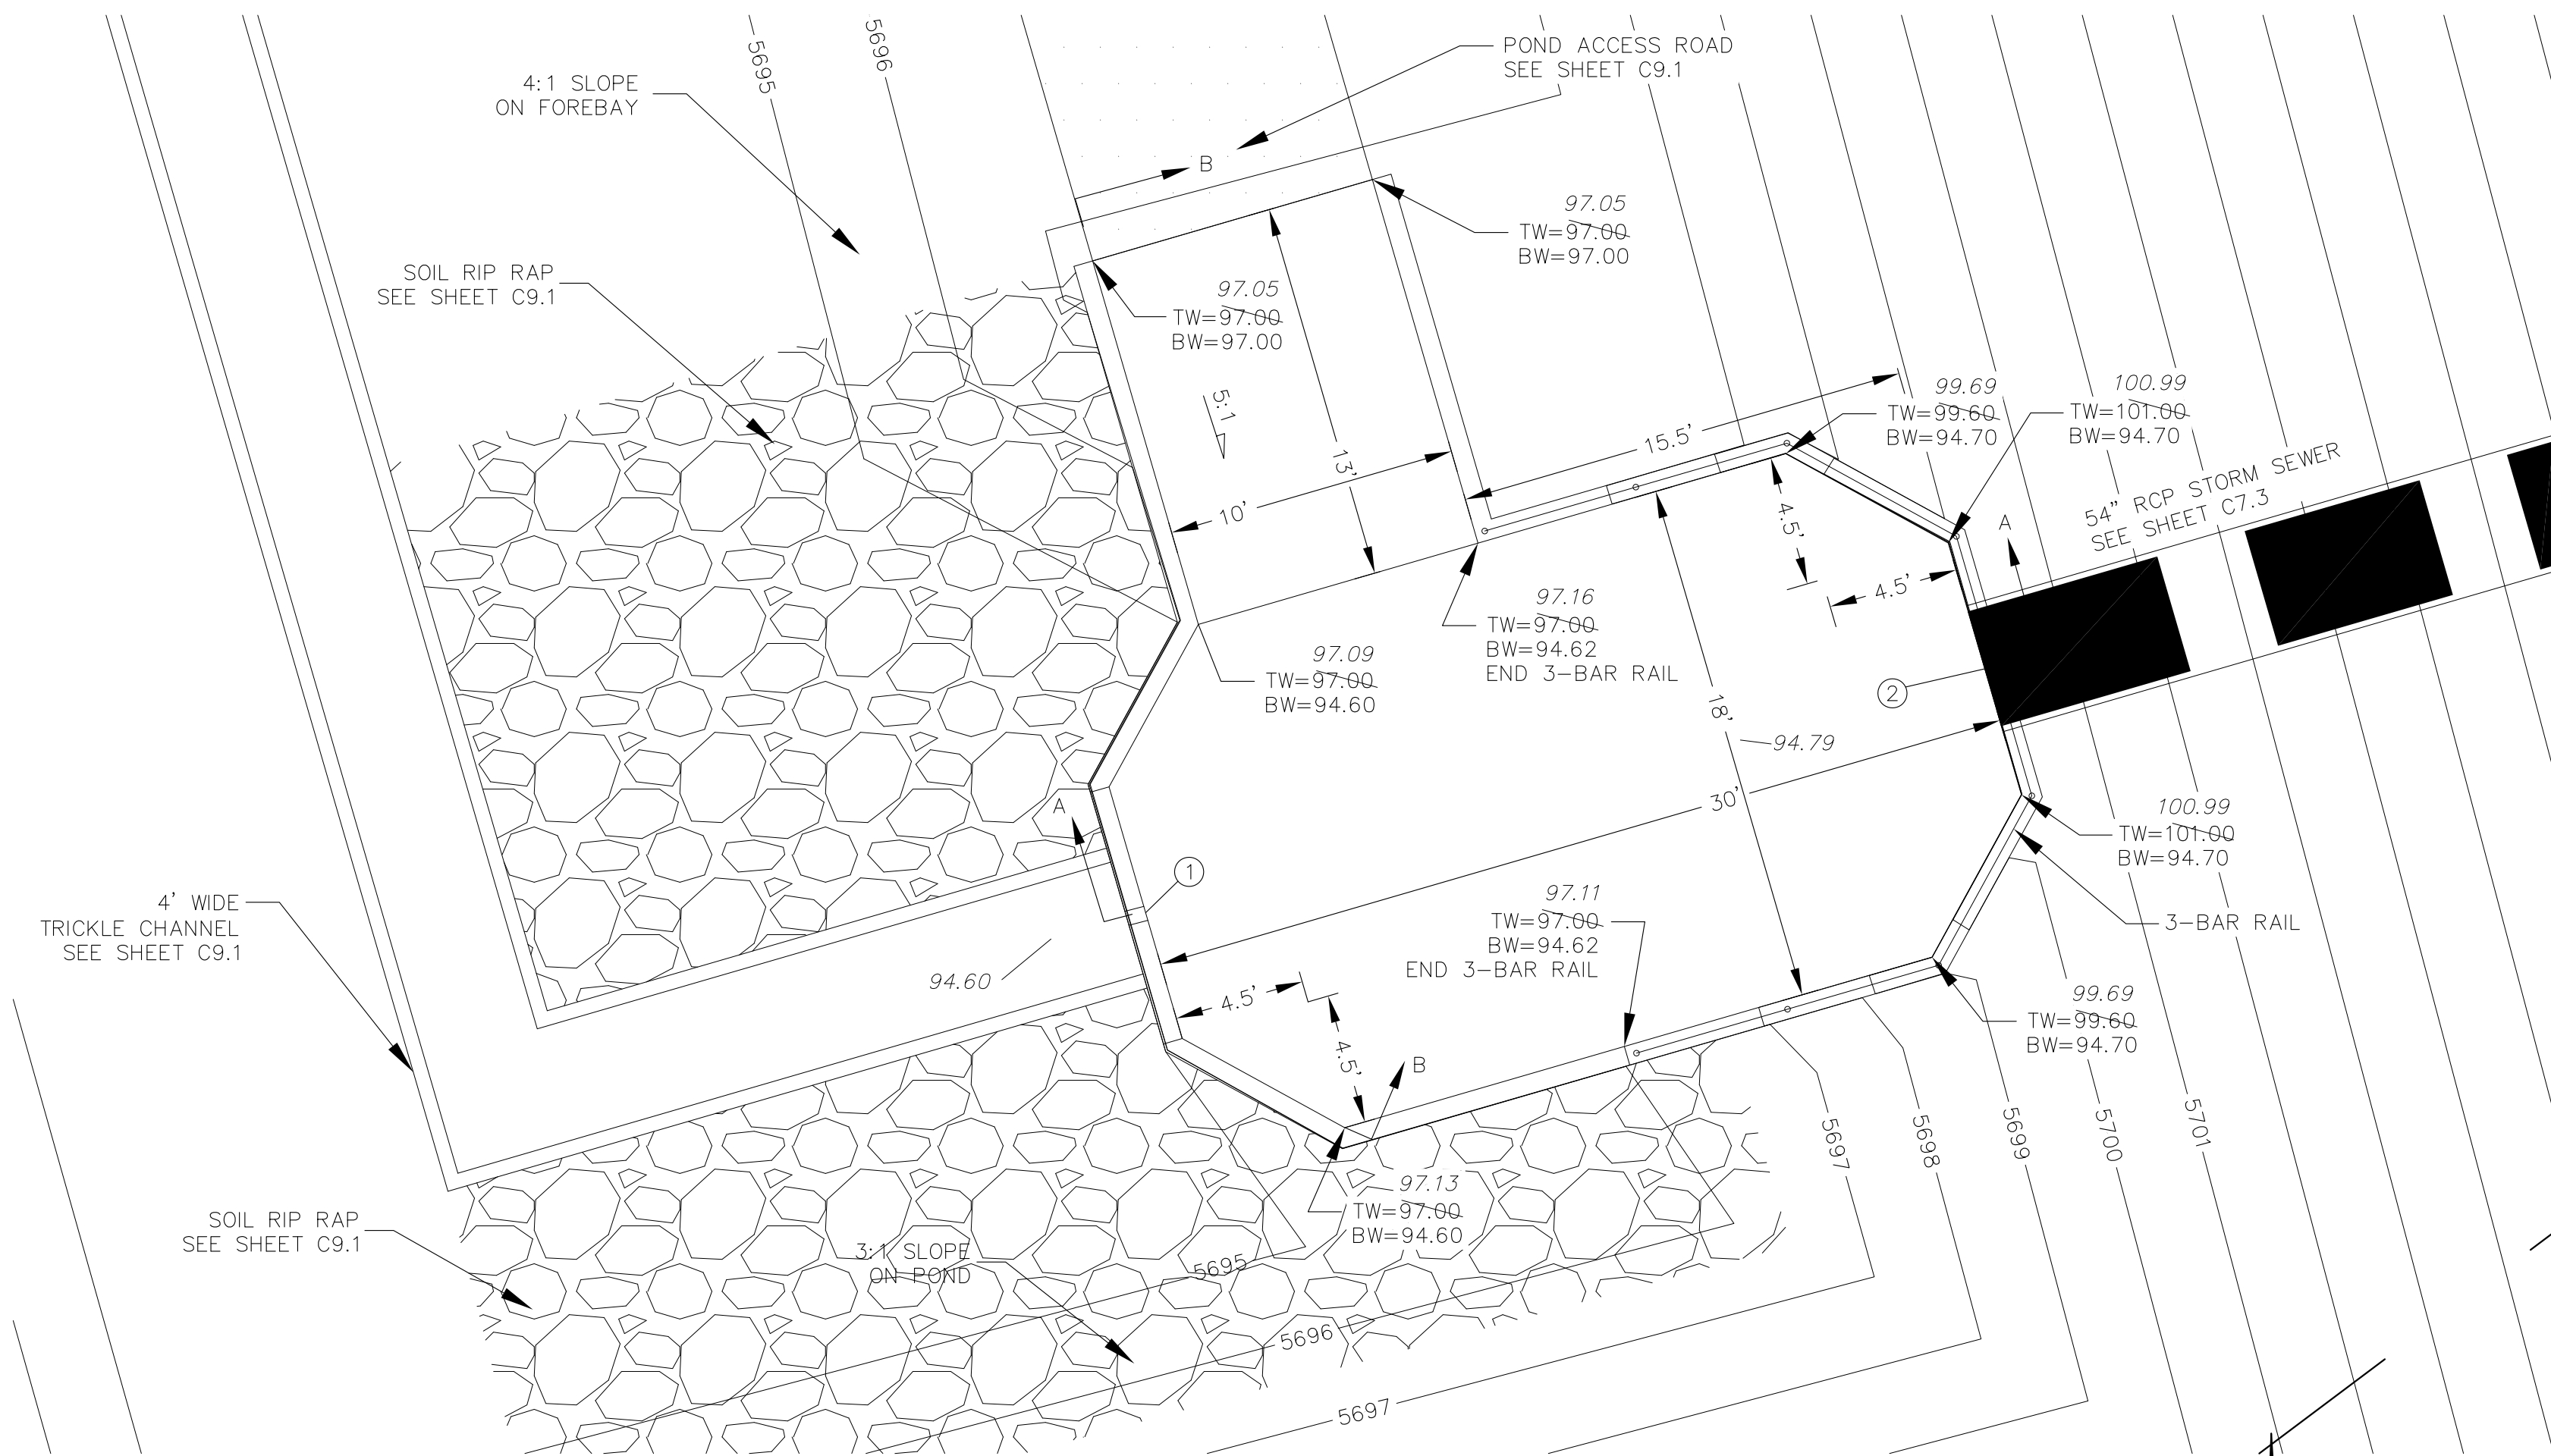 5695
5696
POND ACCESS ROAD
SEE SHEET C9.1
4:1 SLOPE
ON FOREBAY
B
97.05
TW=97.00
BW=97.00
SOIL RIP RAP
SEE SHEET C9.1
97.05
TW=97.00
BW=97.00
5:1
13'
10'
15.5'
99.69
TW=99.60
BW=94.70
100.99
TW=101.00
BW=94.70
54" RCP STORM SEWER
SEE SHEET C7.3
A
4.5'
4.5'
97.16
TW=97.00
BW=94.62
END 3-BAR RAIL
97.09
TW=97.00
BW=94.60
2
18'
94.79
30'
A
1
100.99
TW=101.00
BW=94.70
3-BAR RAIL
4' WIDE
TRICKLE CHANNEL
SEE SHEET C9.1
94.60
97.11
TW=97.00
BW=94.62
END 3-BAR RAIL
4.5'
4.5'
B
99.69
TW=99.60
BW=94.70
5697
5698
5699
5700
5701
97.13
TW=97.00
BW=94.60
SOIL RIP RAP
SEE SHEET C9.1
3:1 SLOPE
ON POND
5695
5696
5697